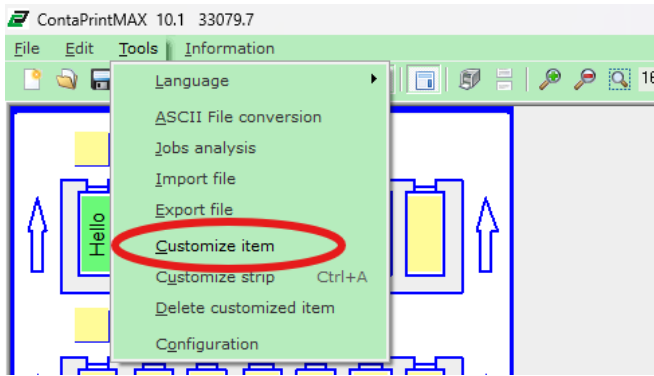 ContaPrintMAX 10.1 33079.7
File Edit Tools Information
Language
ASCII File conversion
Jobs analysis
Import file
Export file
Customize item
Customize strip Ctrl+A
Delete customized item
Configuration
Hello